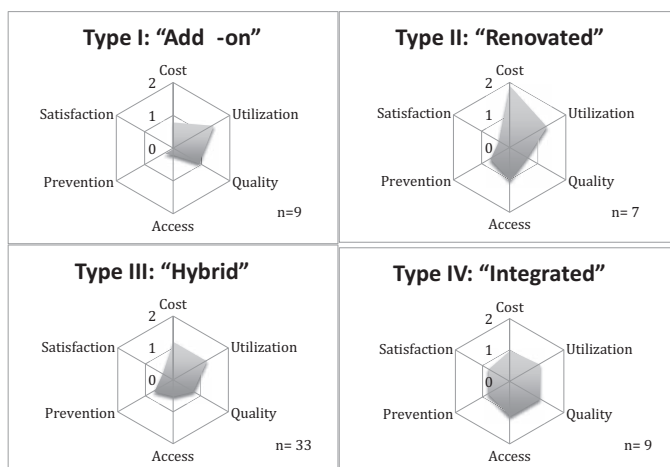 Type I: “Add -on”
Cost
2
Satisfaction
Utilization
1
0
Prevention
Quality
Access
n=9
Type II: “Renovated”
Cost
2
Satisfaction
Utilization
1
0
Prevention
Quality
Access
n= 7
Type III: “Hybrid”
Cost
2
Satisfaction
Utilization
1
0
Prevention
Quality
Access
n= 33
Type IV: “Integrated”
Cost
2
Satisfaction
Utilization
1
0
Prevention
Quality
Access
n= 9